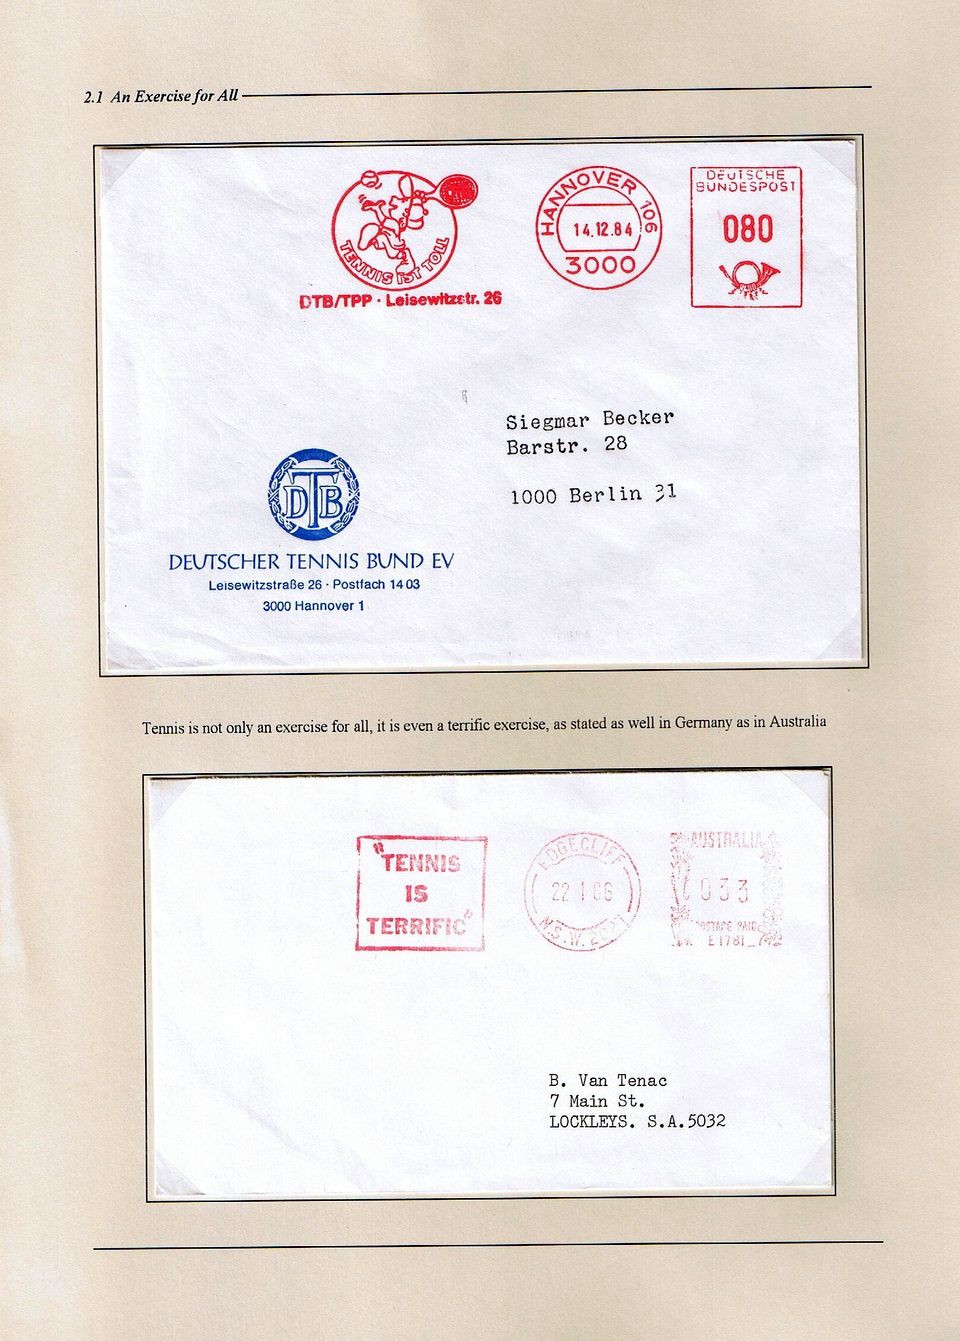 2.1 An Exercise for All
TENNIS IST TOLL
DTB/TPP · Leisewitzstr. 26
HANNOVER 106
14.12.84
3000
DEUTSCHE
BUNDESPOST
080
Siegmar Becker
Barstr. 28
1000 Berlin 31
DTB
DEUTSCHER TENNIS BUND EV
Leisewitzstraße 26 · Postfach 14 03
3000 Hannover 1
Tennis is not only an exercise for all, it is even a terrific exercise, as stated as well in Germany as in Australia
"TENNIS
IS
TERRIFIC"
EDGECLIFF
22 1 86
N.S.W.
AUSTRALIA
033
POSTAGE PAID
B. Van Tenac
7 Main St.
LOCKLEYS. S.A.5032